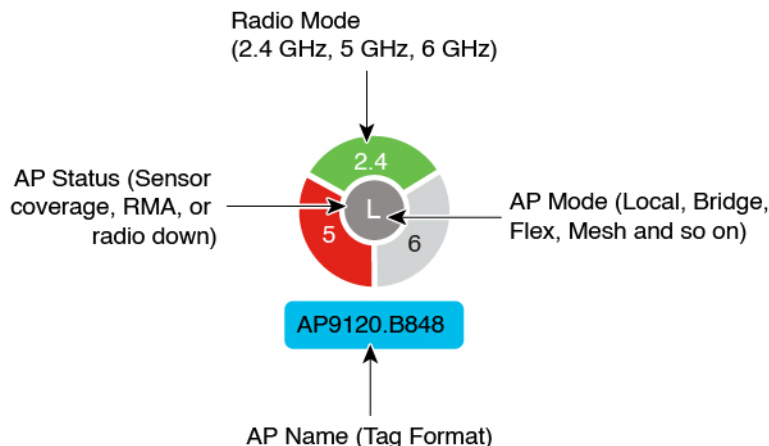 Radio Mode
(2.4 GHz, 5 GHz, 6 GHz)
2.4
AP Status (Sensor
coverage, RMA, or
radio down)
L
5
6
AP Mode (Local, Bridge,
Flex, Mesh and so on)
AP9120.B848
AP Name (Tag Format)